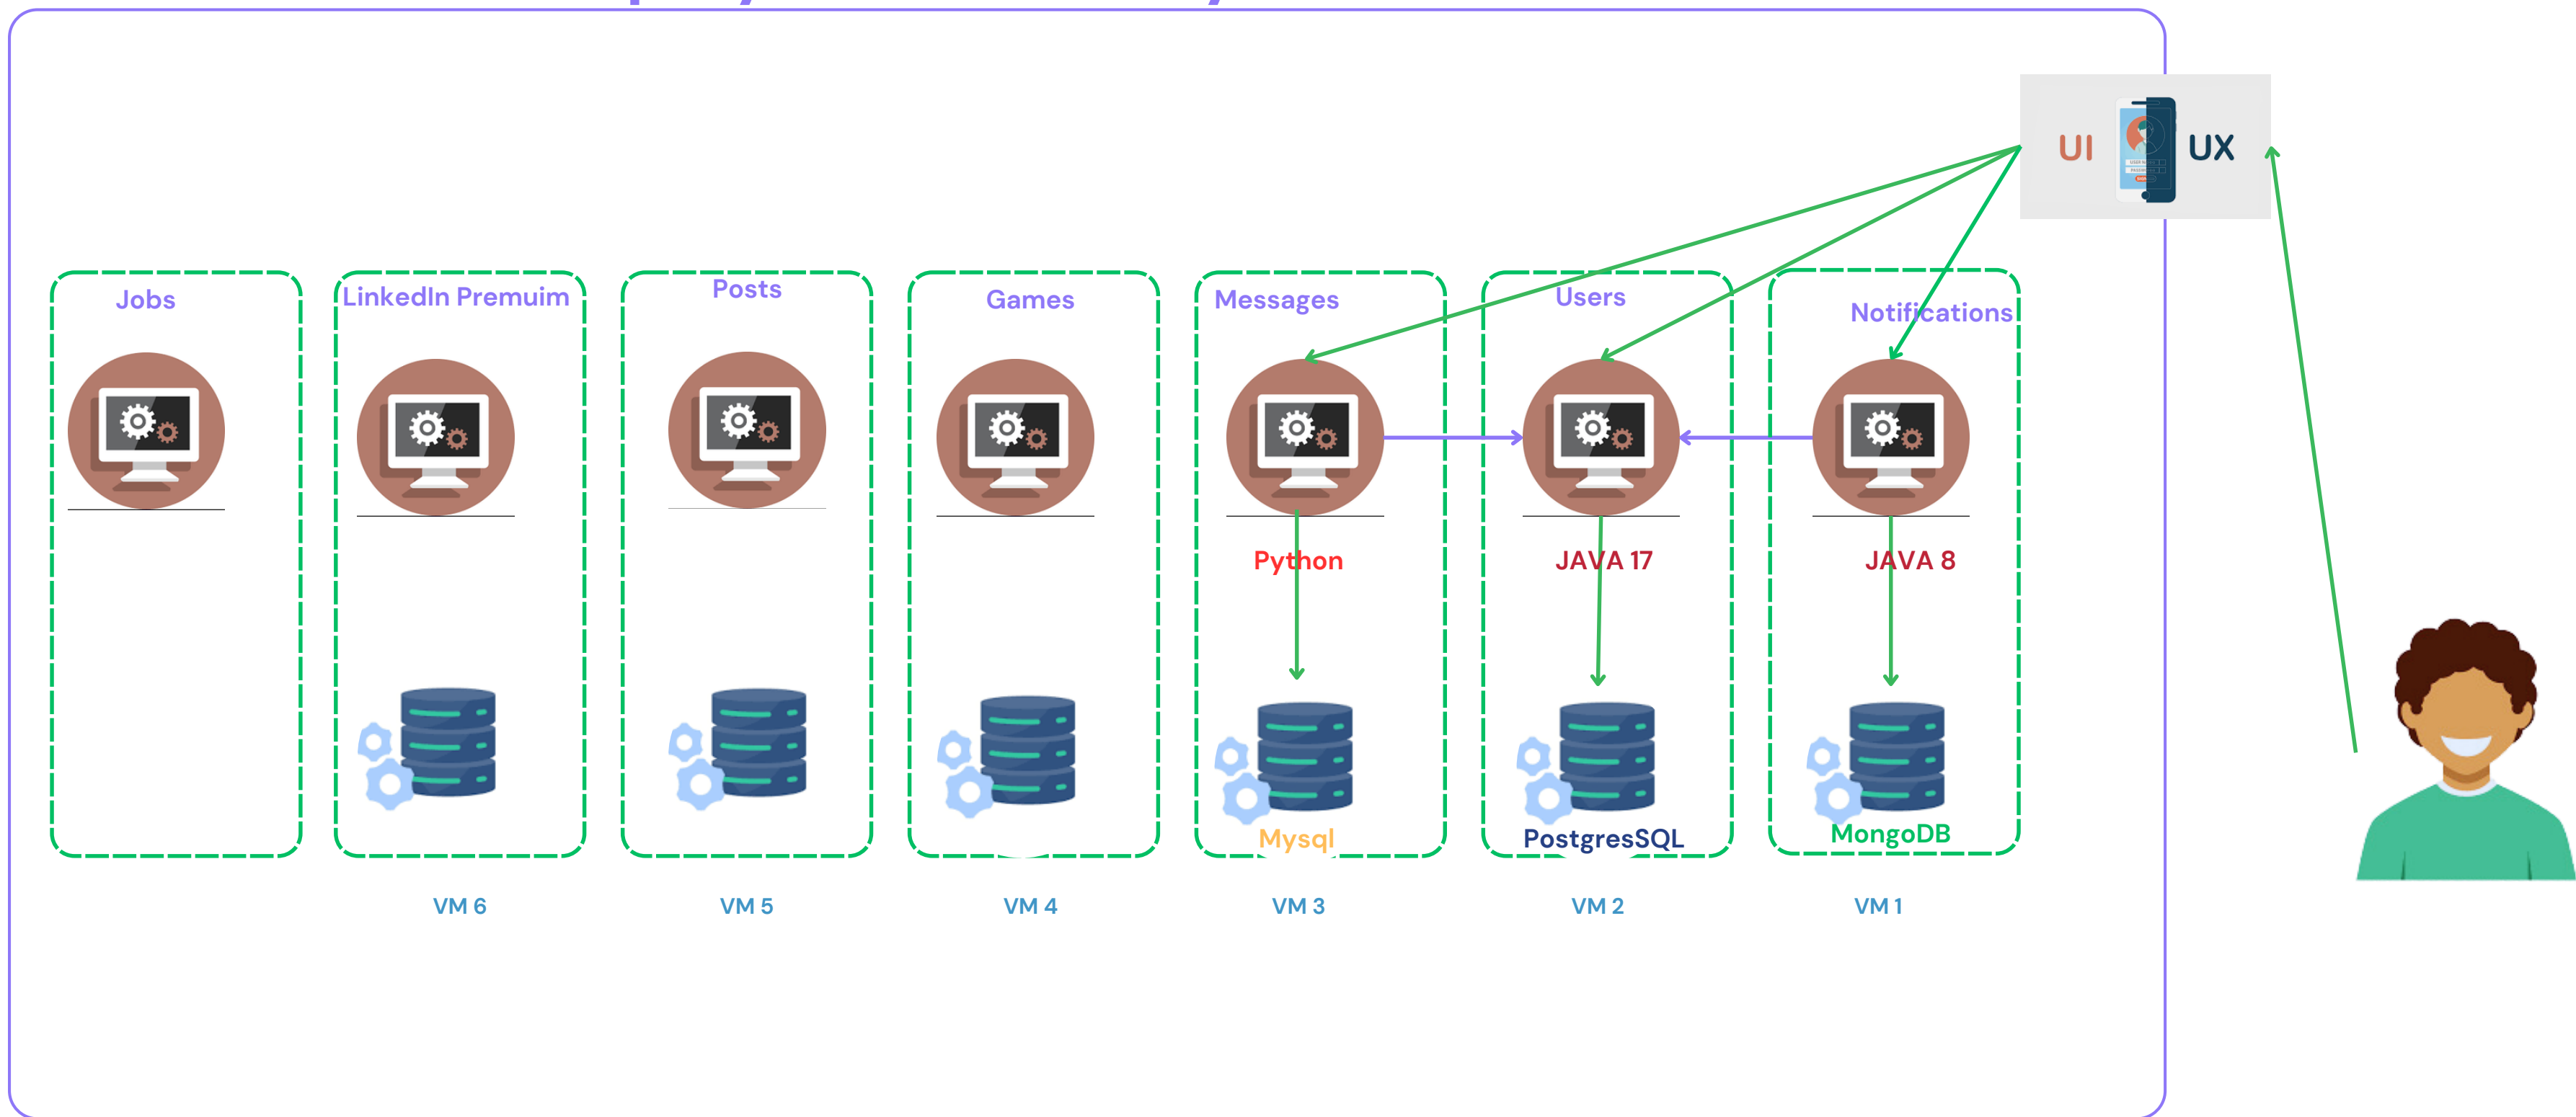 UI UX
Jobs
LinkedIn Premuim
Posts
Games
Messages
Users
Notifications
Python
JAVA 17
JAVA 8
Mysql
PostgresSQL
MongoDB
VM 6
VM 5
VM 4
VM 3
VM 2
VM 1